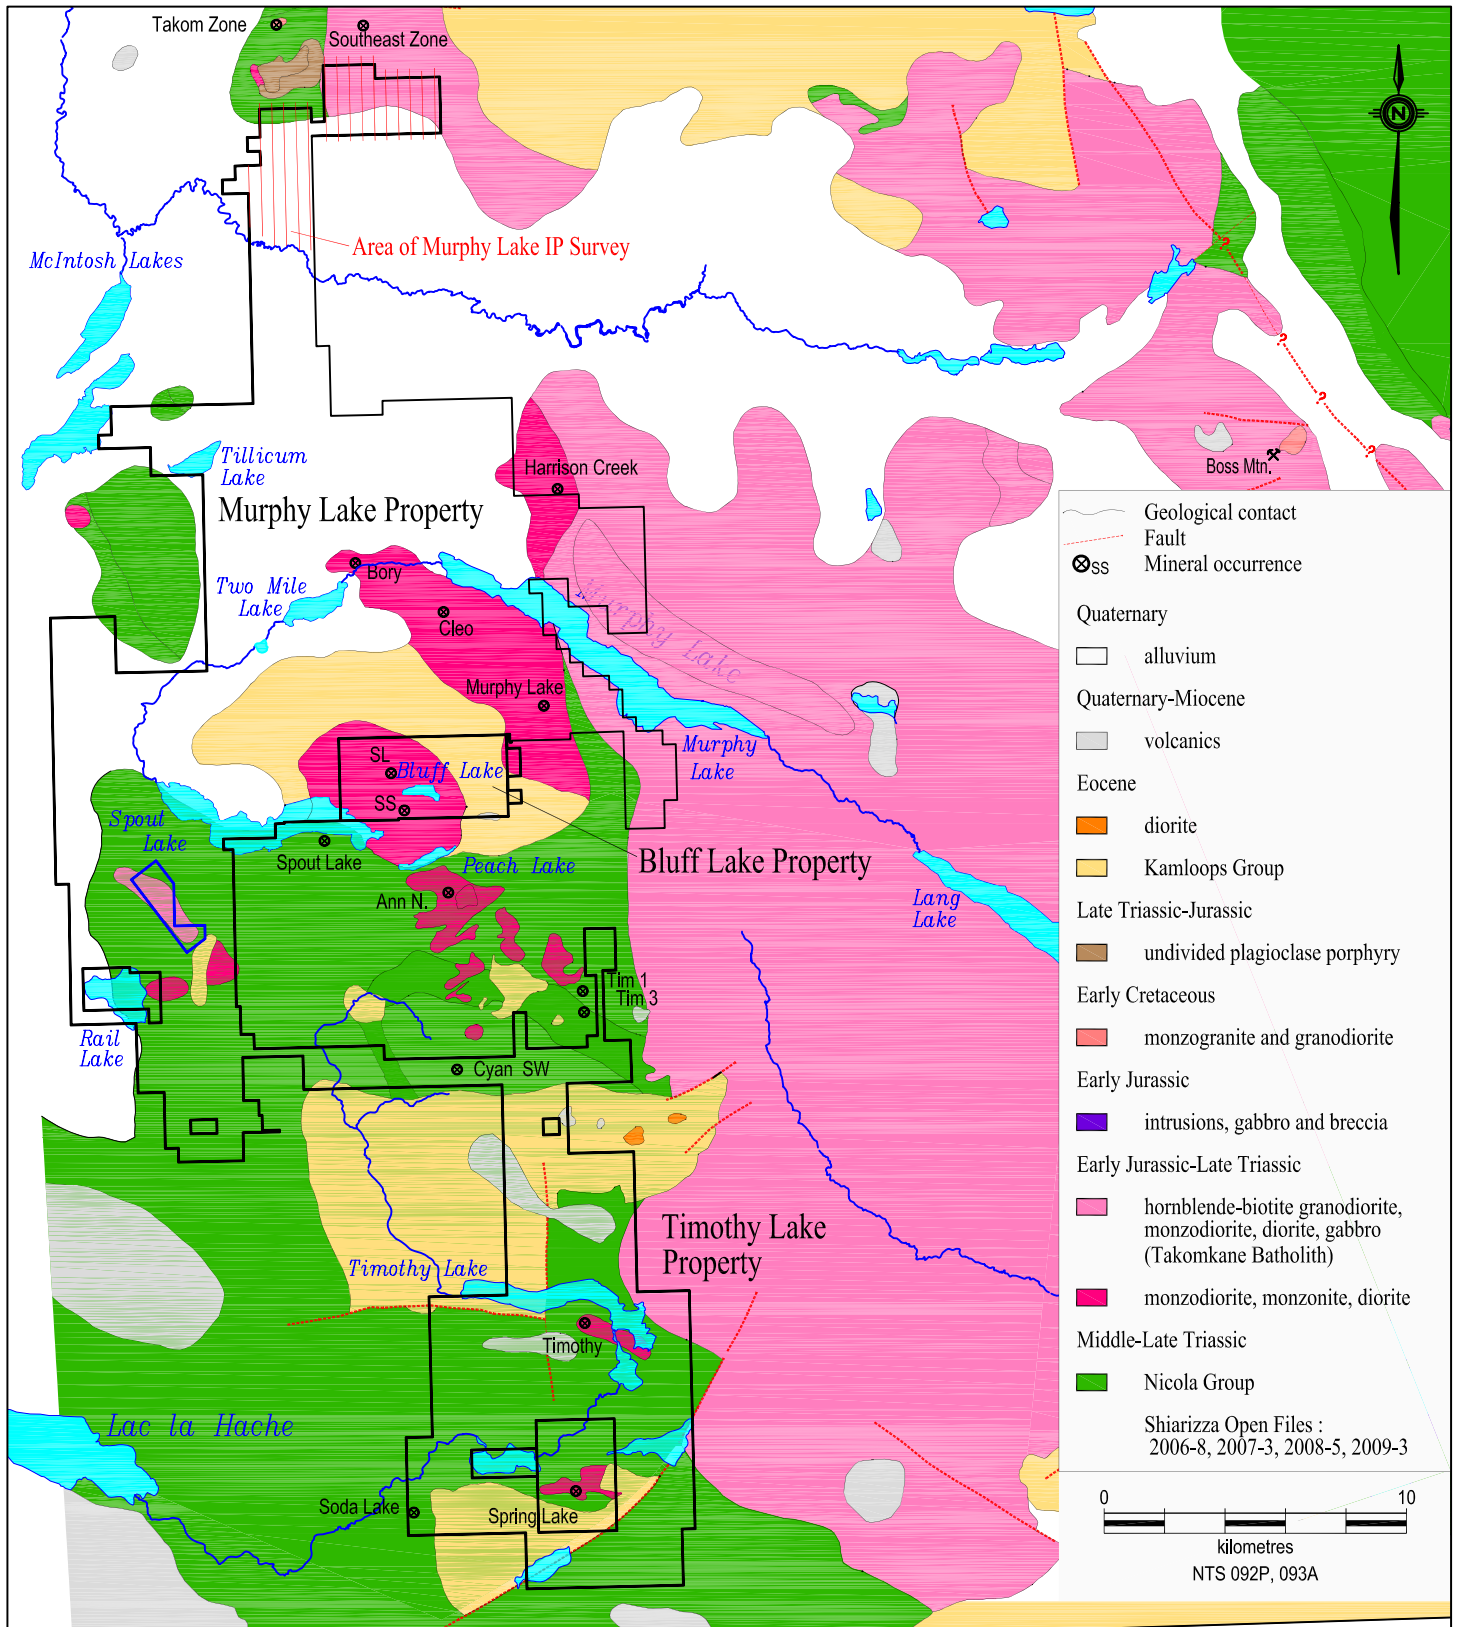 Takom Zone
Southeast Zone
N
McIntosh Lakes
Area of Murphy Lake IP Survey
?
?
?
?
Tillicum
Lake
Harrison Creek
Boss Mtn.
Murphy Lake Property
Bory
Two Mile
Lake
Cleo
Murphy Lake
Murphy Lake
Murphy
Lake
SL
Bluff Lake
SS
Spout
Lake
Spout Lake
Peach Lake
Bluff Lake Property
Ann N.
Lang
Lake
Tim 1
Tim 3
Rail
Lake
Cyan SW
Timothy Lake
Property
Timothy Lake
Timothy
Lac la Hache
Soda Lake
Spring Lake
Geological contact
Fault
SS Mineral occurrence
Quaternary
alluvium
Quaternary-Miocene
volcanics
Eocene
diorite
Kamloops Group
Late Triassic-Jurassic
undivided plagioclase porphyry
Early Cretaceous
monzogranite and granodiorite
Early Jurassic
intrusions, gabbro and breccia
Early Jurassic-Late Triassic
hornblende-biotite granodiorite,
monzodiorite, diorite, gabbro
(Takomkane Batholith)
monzodiorite, monzonite, diorite
Middle-Late Triassic
Nicola Group
Shiarizza Open Files :
2006-8, 2007-3, 2008-5, 2009-3
0 10
kilometres
NTS 092P, 093A